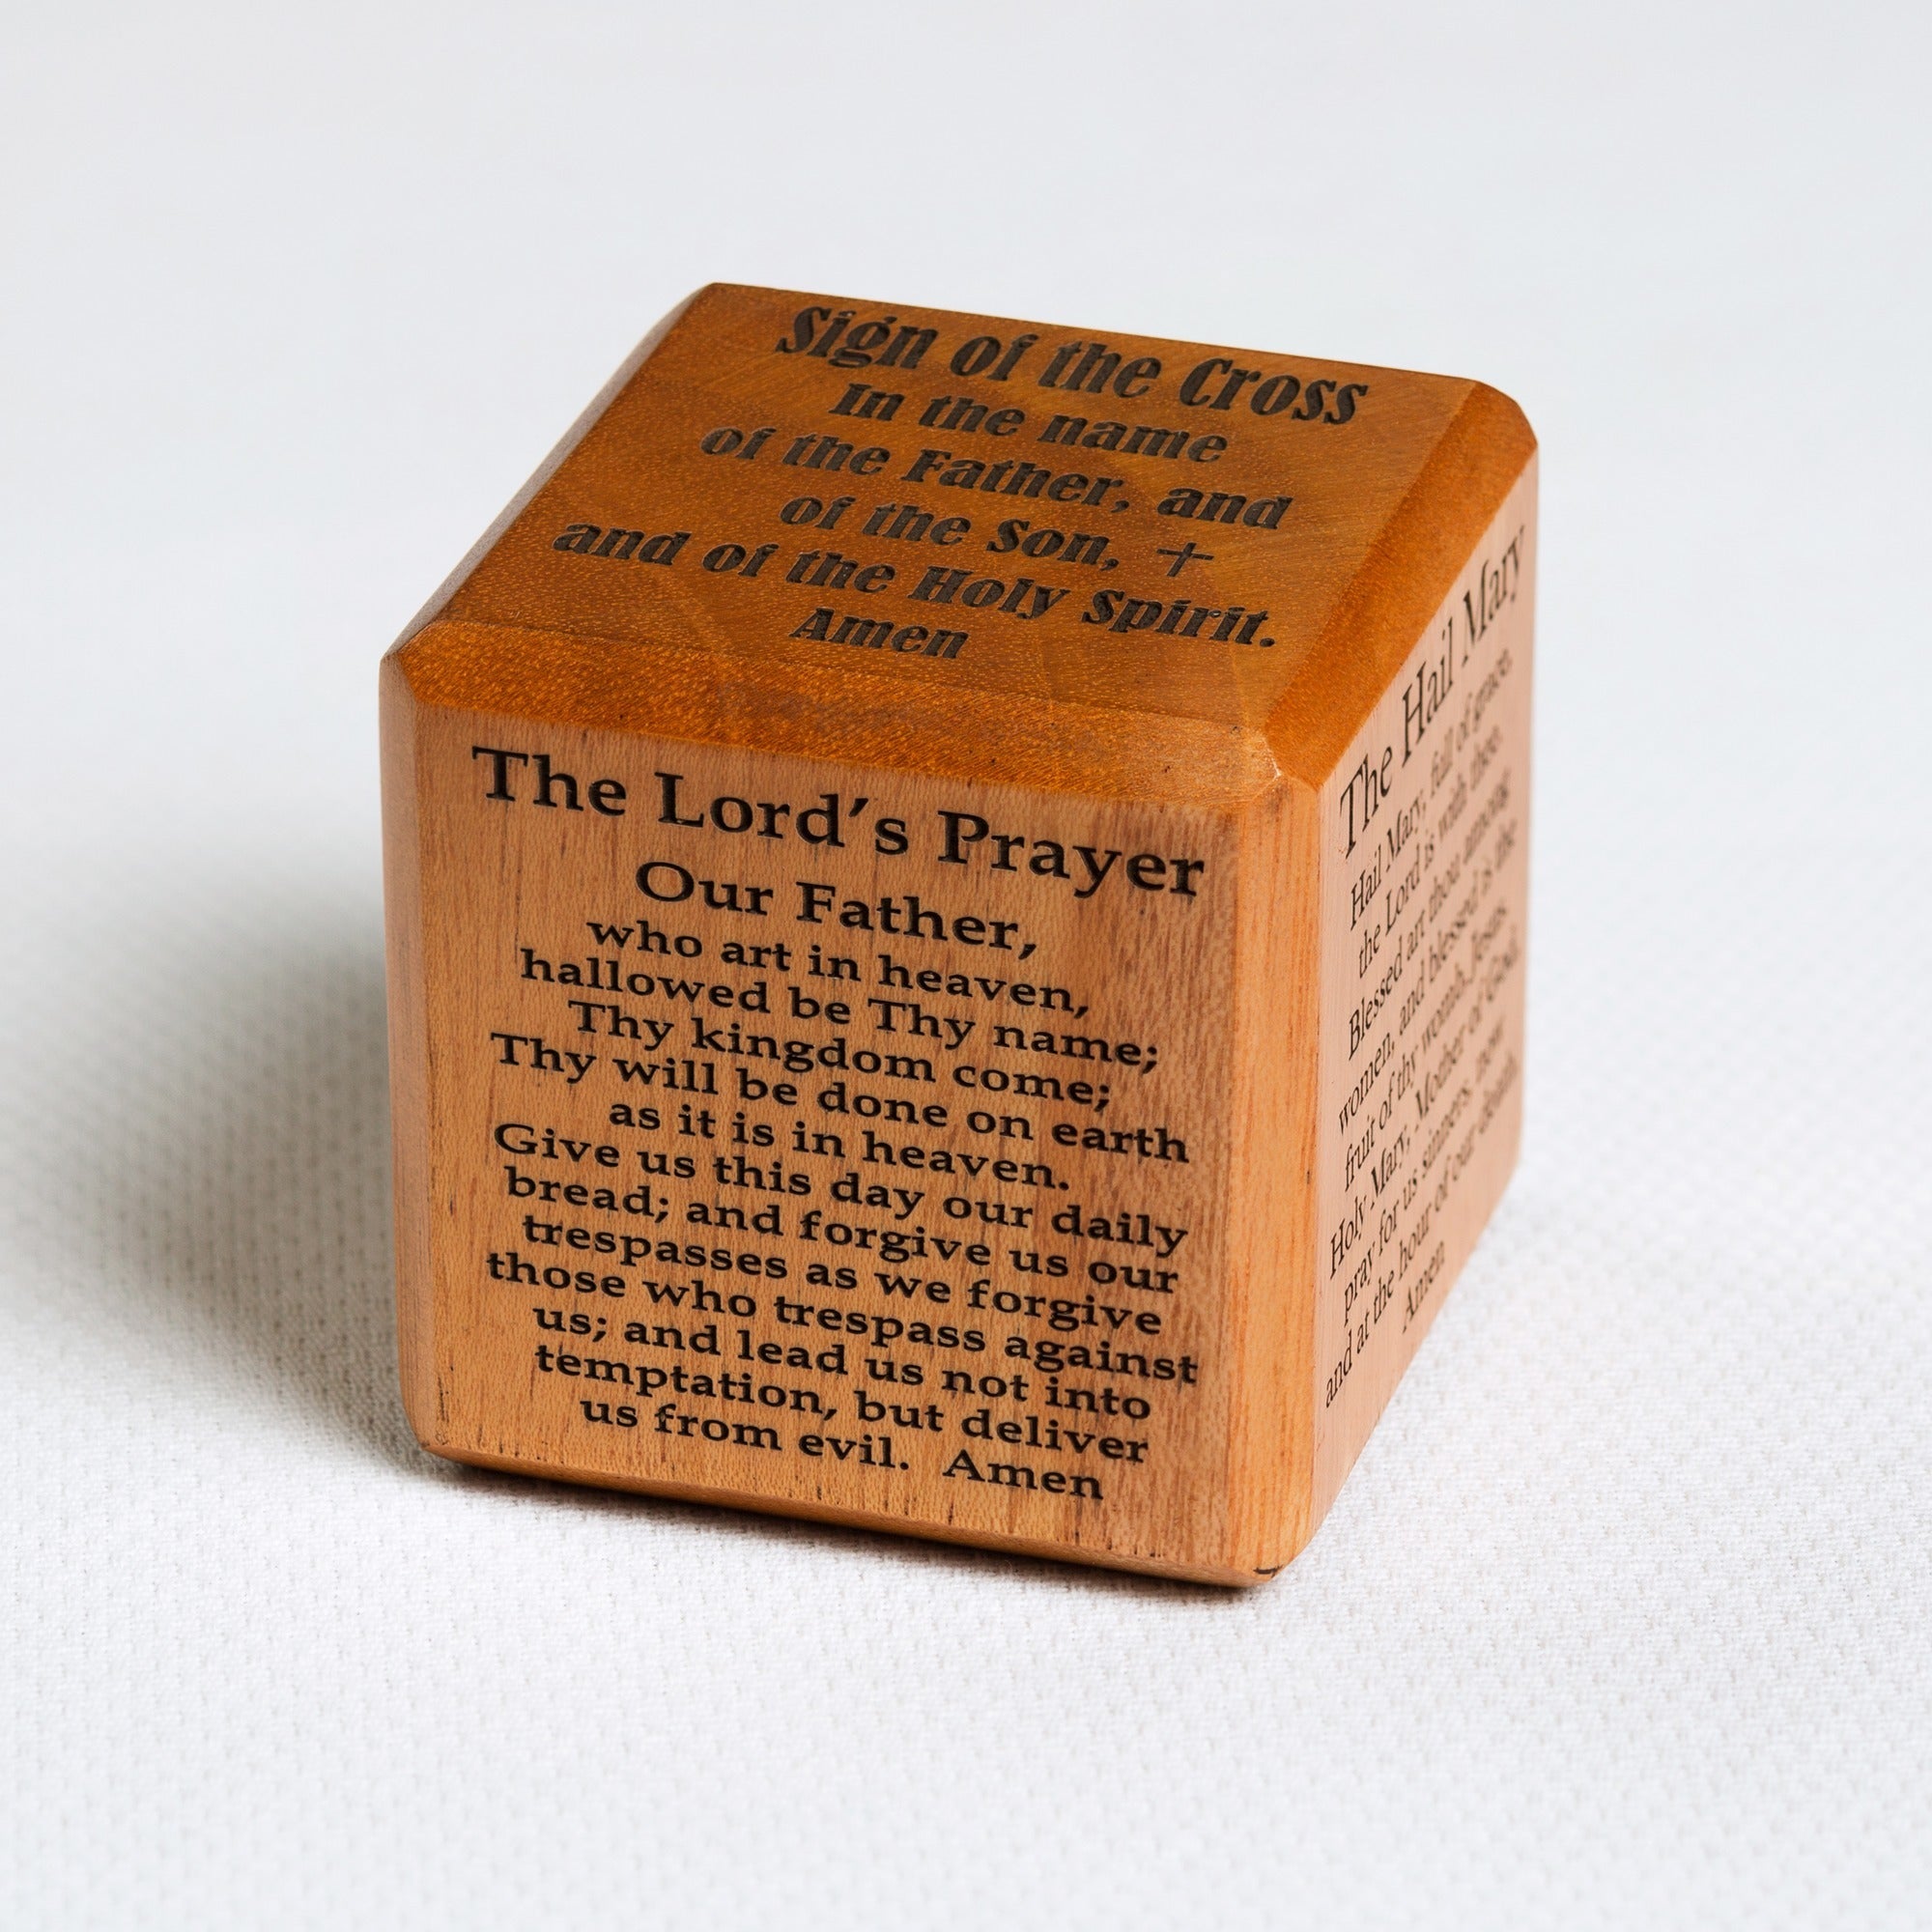 Sign of the Cross
In the name
of the Father, and
of the Son, ✝
and of the Holy Spirit.
Amen
The Lord's Prayer
Our Father,
who art in heaven,
hallowed be Thy name;
Thy kingdom come;
Thy will be done on earth
as it is in heaven.
Give us this day our daily
bread; and forgive us our
trespasses as we forgive
those who trespass against
us; and lead us not into
temptation, but deliver
us from evil. Amen
The Hail Mary
Hail Mary, full of grace,
the Lord is with thee.
Blessed art thou among
women, and blessed is the
fruit of thy womb, Jesus.
Holy Mary, Mother of God,
pray for us sinners, now
and at the hour of our death.
Amen